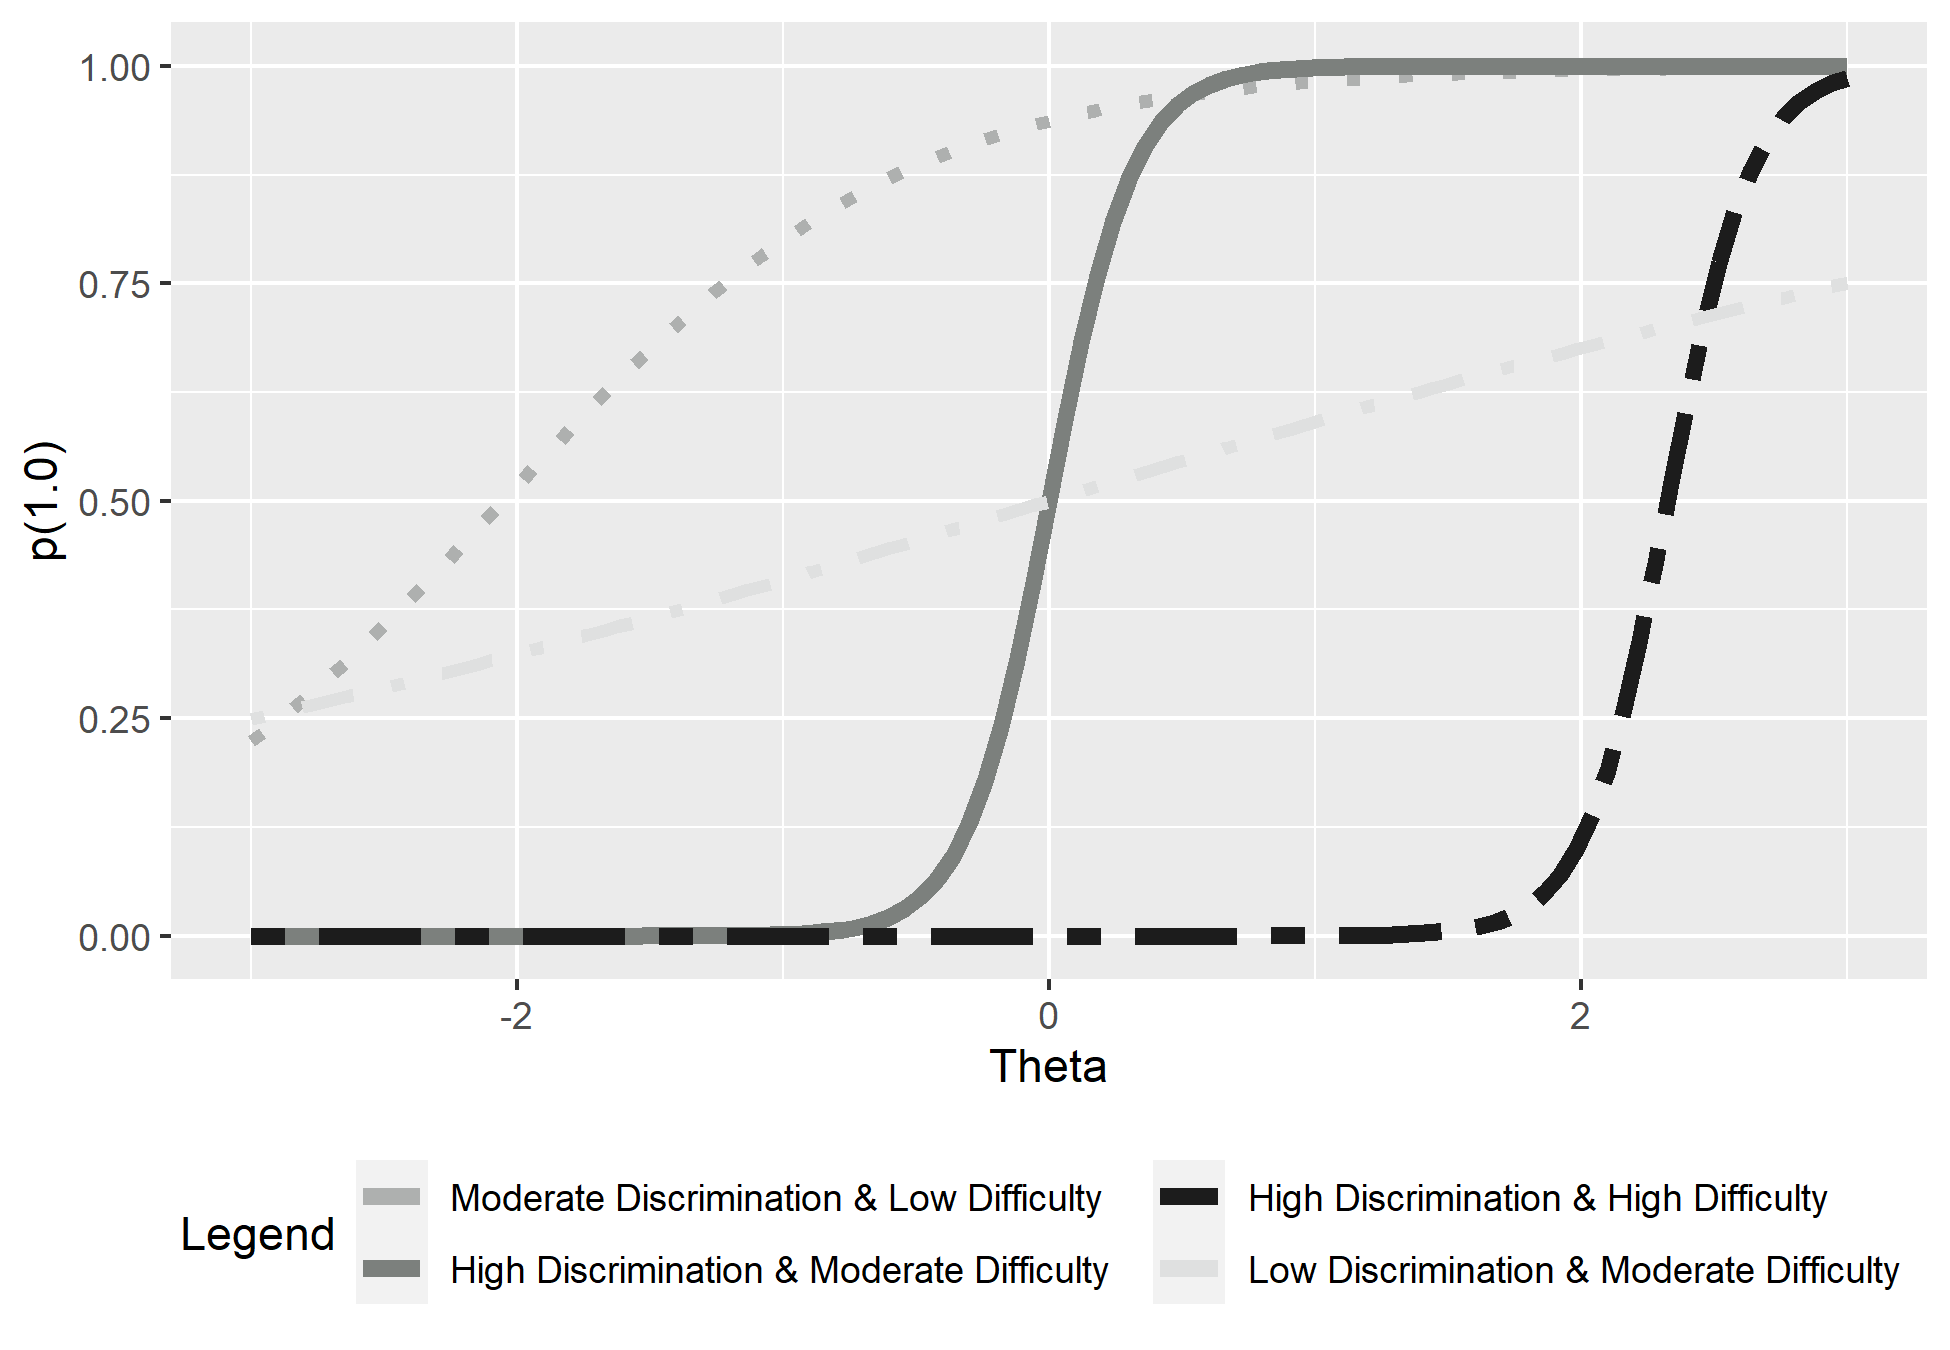 1.00
0.75
0.50
0.25
0.00
p(1.0)
-2 0 2
Theta
Legend
Moderate Discrimination & Low Difficulty
High Discrimination & Moderate Difficulty
High Discrimination & High Difficulty
Low Discrimination & Moderate Difficulty